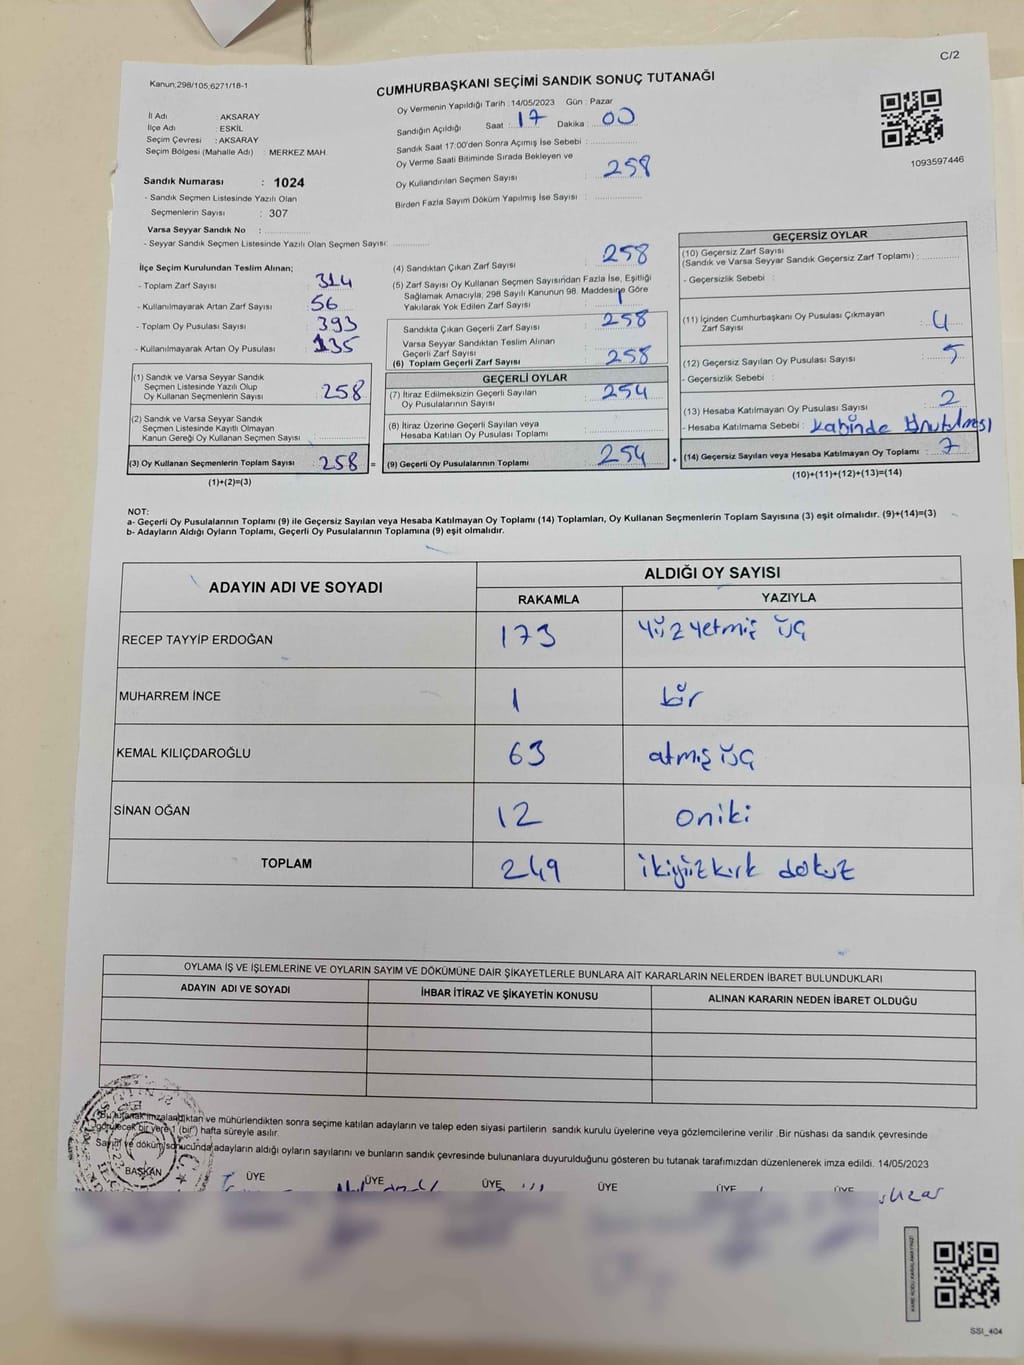 C/2
Kanun;298/105;6271/18-1
CUMHURBAŞKANI SEÇİMİ SANDIK SONUÇ TUTANAĞI
Oy Vermenin Yapıldığı Tarih : 14/05/2023 Gün : Pazar
İl Adı : AKSARAY
İlçe Adı : ESKİL
Seçim Çevresi : AKSARAY
Seçim Bölgesi (Mahalle Adı) : MERKEZ MAH.
Sandık Numarası : 1024
- Sandık Seçmen Listesinde Yazılı Olan
Seçmenlerin Sayısı : 307
Varsa Seyyar Sandık No :
- Seyyar Sandık Seçmen Listesinde Yazılı Olan Seçmen Sayısı:
Sandığın Açıldığı Saat : 17 Dakika : 00
Sandık Saat 17:00'den Sonra Açımış İse Sebebi :
Oy Verme Saati Bitiminde Sırada Bekleyen ve
Oy Kullandırılan Seçmen Sayısı : 258
Birden Fazla Sayım Döküm Yapılmış İse Sayısı :
1093597446
İlçe Seçim Kurulundan Teslim Alınan;
- Toplam Zarf Sayısı : 314
- Kullanılmayarak Artan Zarf Sayısı : 56
- Toplam Oy Pusulası Sayısı : 393
- Kullanılmayarak Artan Oy Pusulası : 135
(1) Sandık ve Varsa Seyyar Sandık
Seçmen Listesinde Yazılı Olup
Oy Kullanan Seçmenlerin Sayısı : 258
(2) Sandık ve Varsa Seyyar Sandık
Seçmen Listesinde Kayıtlı Olmayan
Kanun Gereği Oy Kullanan Seçmen Sayısı :
(3) Oy Kullanan Seçmenlerin Toplam Sayısı : 258 =
(1)+(2)=(3)
(4) Sandıktan Çıkan Zarf Sayısı : 258
(5) Zarf Sayısı Oy Kullanan Seçmen Sayısından Fazla İse, Eşitliği
Sağlamak Amacıyla; 298 Sayılı Kanunun 98. Maddesine Göre
Yakılarak Yok Edilen Zarf Sayısı :
Sandıkta Çıkan Geçerli Zarf Sayısı : 258
Varsa Seyyar Sandıktan Teslim Alınan
Geçerli Zarf Sayısı :
(6) Toplam Geçerli Zarf Sayısı : 258
GEÇERLİ OYLAR
(7) İtiraz Edilmeksizin Geçerli Sayılan
Oy Pusulalarının Sayısı : 254
(8) İtiraz Üzerine Geçerli Sayılan veya
Hesaba Katılan Oy Pusulası Toplamı :
(9) Geçerli Oy Pusulalarının Toplamı : 254 +
GEÇERSİZ OYLAR
(10) Geçersiz Zarf Sayısı
(Sandık ve Varsa Seyyar Sandık Geçersiz Zarf Toplamı) :
- Geçersizlik Sebebi :
(11) İçinden Cumhurbaşkanı Oy Pusulası Çıkmayan
Zarf Sayısı : 4
(12) Geçersiz Sayılan Oy Pusulası Sayısı : 5
- Geçersizlik Sebebi :
(13) Hesaba Katılmayan Oy Pusulası Sayısı : 2
- Hesaba Katılmama Sebebi : kabinde Unutulması
(14) Geçersiz Sayılan veya Hesaba Katılmayan Oy Toplamı : 7
(10)+(11)+(12)+(13)=(14)
NOT:
a- Geçerli Oy Pusulalarının Toplamı (9) ile Geçersiz Sayılan veya Hesaba Katılmayan Oy Toplamı (14) Toplamları, Oy Kullanan Seçmenlerin Toplam Sayısına (3) eşit olmalıdır. (9)+(14)=(3)
b- Adayların Aldığı Oyların Toplamı, Geçerli Oy Pusulalarının Toplamına (9) eşit olmalıdır.
ADAYIN ADI VE SOYADI ALDIĞI OY SAYISI
RAKAMLA YAZIYLA
RECEP TAYYİP ERDOĞAN 173 Yüzyetmiş üç
MUHARREM İNCE 1 bir
KEMAL KILIÇDAROĞLU 63 atmış üç
SİNAN OĞAN 12 oniki
TOPLAM 249 ikiyüzkırk dokuz
OYLAMA İŞ VE İŞLEMLERİNE VE OYLARIN SAYIM VE DÖKÜMÜNE DAİR ŞİKAYETLERLE BUNLARA AİT KARARLARIN NELERDEN İBARET BULUNDUKLARI
ADAYIN ADI VE SOYADI İHBAR İTİRAZ VE ŞİKAYETİN KONUSU ALINAN KARARIN NEDEN İBARET OLDUĞU
Bu tutanak imzalandıktan ve mühürlendikten sonra seçime katılan adayların ve talep eden siyasi partilerin sandık kurulu üyelerine veya gözlemcilerine verilir .Bir nüshası da sandık çevresinde
görülecek bir yere 1 (bir) hafta süreyle asılır.
Sayım ve döküm sonucunda adayların aldığı oyların sayılarını ve bunların sandık çevresinde bulunanlara duyurulduğunu gösteren bu tutanak tarafımızdan düzenlenerek imza edildi. 14/05/2023
BAŞKAN ÜYE ÜYE ÜYE ÜYE ÜYE ÜYE
KARE KODU KARALAMAYINIZ!
SSI_404